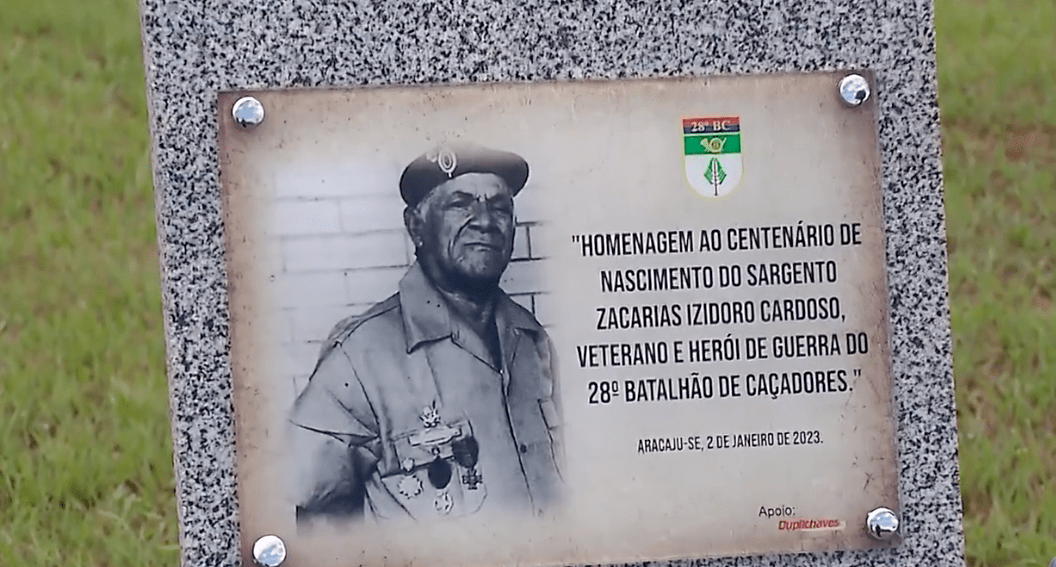 28º BC
"HOMENAGEM AO CENTENÁRIO DE
NASCIMENTO DO SARGENTO
ZACARIAS IZIDORO CARDOSO,
VETERANO E HERÓI DE GUERRA DO
28º BATALHÃO DE CAÇADORES."
ARACAJU-SE, 2 DE JANEIRO DE 2023.
Apoio:
Duplichaves